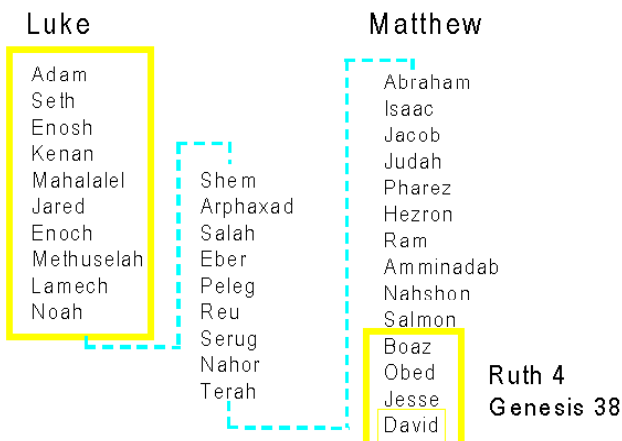 Luke
Adam
Seth
Enosh
Kenan
Mahalalel
Jared
Enoch
Methuselah
Lamech
Noah
Shem
Arphaxad
Salah
Eber
Peleg
Reu
Serug
Nahor
Terah
Matthew
Abraham
Isaac
Jacob
Judah
Pharez
Hezron
Ram
Amminadab
Nahshon
Salmon
Boaz
Obed
Jesse
David
Ruth 4
Genesis 38